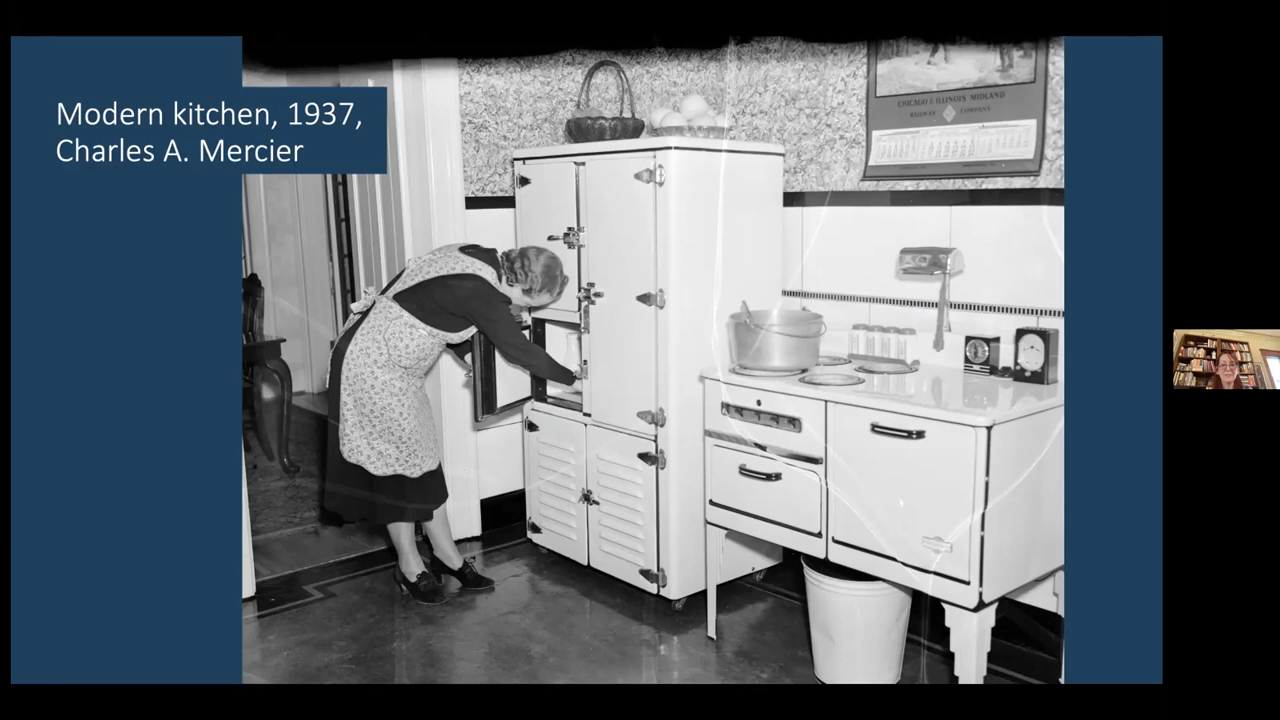 Modern kitchen, 1937,
Charles A. Mercier
CHICAGO & ILLINOIS MIDLAND
RAILWAY COMPANY